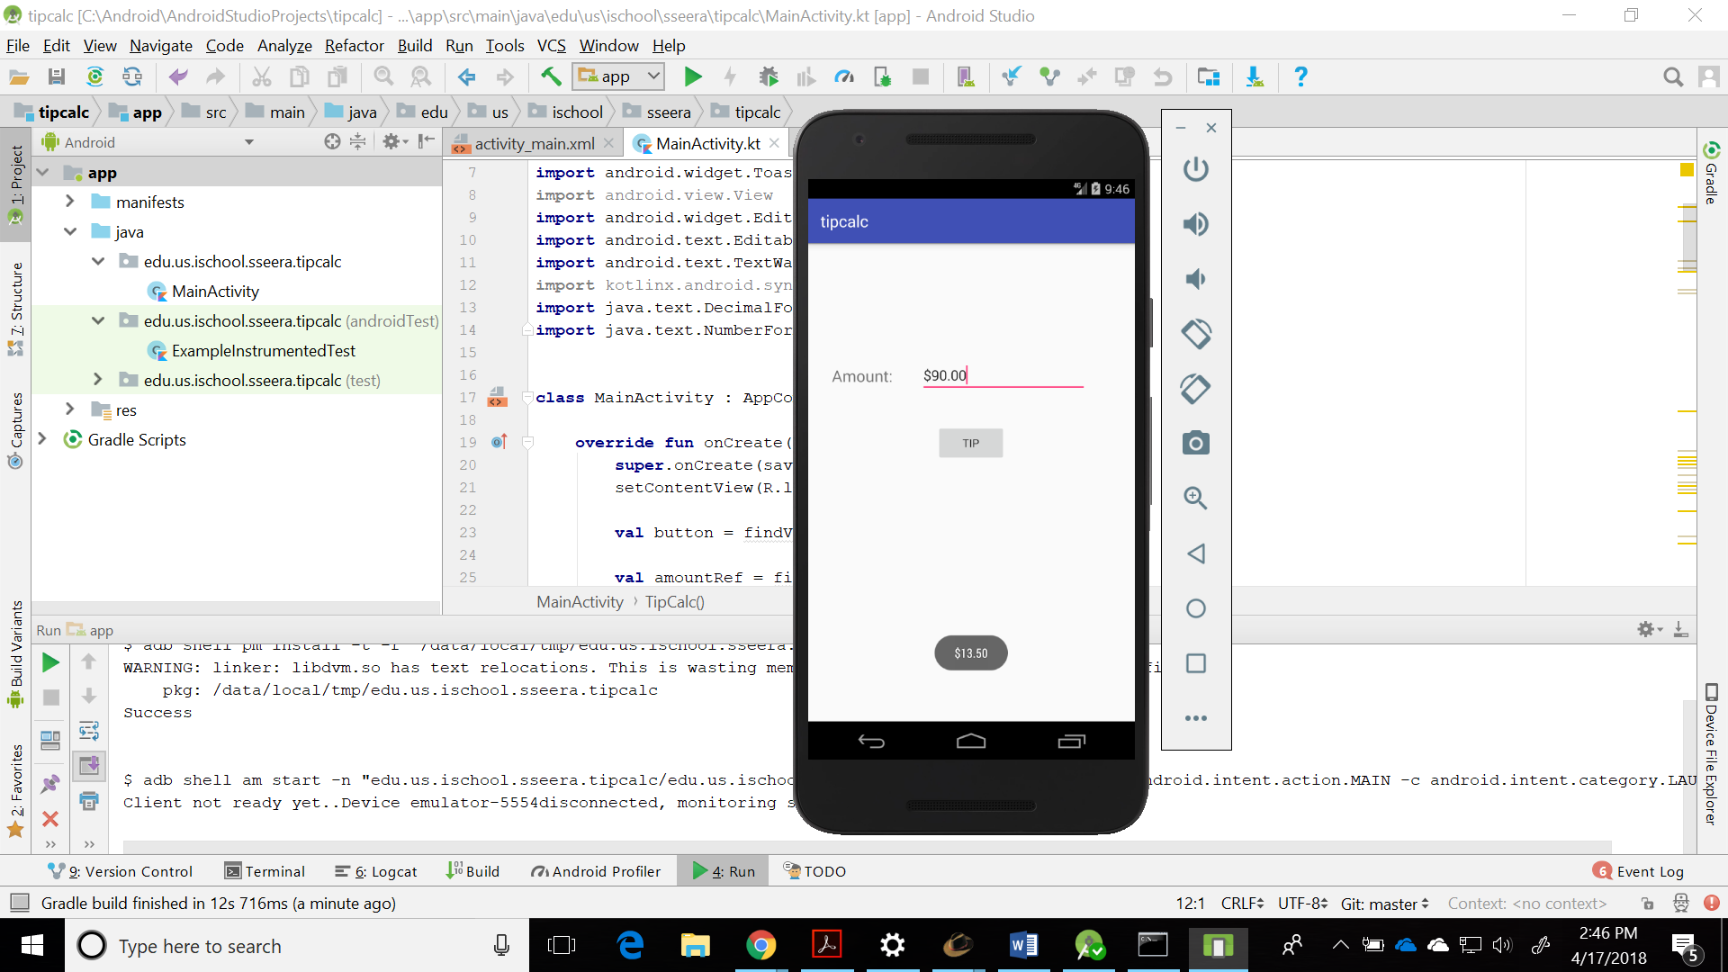 tipcalc [C:\Android\AndroidStudioProjects\tipcalc] - ...\app\src\main\java\edu\us\ischool\sseera\tipcalc\MainActivity.kt [app] - Android Studio
File Edit View Navigate Code Analyze Refactor Build Run Tools VCS Window Help
app
tipcalc app src main java edu us ischool sseera tipcalc
Android
activity_main.xml
MainActivity.kt
1: Project
7: Structure
Captures
Build Variants
2: Favorites
app
manifests
java
edu.us.ischool.sseera.tipcalc
MainActivity
edu.us.ischool.sseera.tipcalc (androidTest)
ExampleInstrumentedTest
edu.us.ischool.sseera.tipcalc (test)
res
Gradle Scripts
7 import android.widget.Toas
8 import android.view.View
9 import android.widget.Edit
10 import android.text.Editab
11 import android.text.TextWa
12 import kotlinx.android.syn
13 import java.text.DecimalFo
14 import java.text.NumberFor
15
16
17 class MainActivity : AppCo
18
19 override fun onCreate(
20 super.onCreate(sav
21 setContentView(R.l
22
23 val button = findV
24
25 val amountRef = fi
MainActivity › TipCalc()
9:46
tipcalc
Amount: $90.00
TIP
$13.50
Gradle
Device File Explorer
Run app
$ adb shell pm install -t -r "/data/local/tmp/edu.us.ischool.sseera.
WARNING: linker: libdvm.so has text relocations. This is wasting mem
fi
pkg: /data/local/tmp/edu.us.ischool.sseera.tipcalc
Success
$ adb shell am start -n "edu.us.ischool.sseera.tipcalc/edu.us.ischoo
ndroid.intent.action.MAIN -c android.intent.category.LAU
Client not ready yet..Device emulator-5554disconnected, monitoring s
9: Version Control Terminal 6: Logcat Build Android Profiler 4: Run TODO 6 Event Log
Gradle build finished in 12s 716ms (a minute ago) 12:1 CRLF UTF-8 Git: master Context: <no context>
Type here to search
2:46 PM
4/17/2018
5